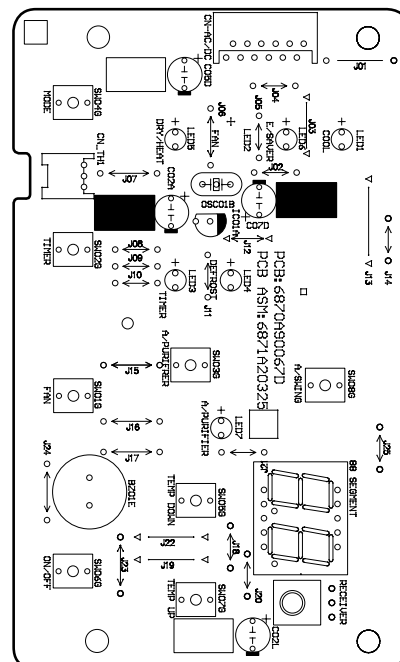 CN-AC/DC
C08D
J01
SW04G
MODE
J04
J05
J06
J03
DRY/HEAT
LED5
FAN
LED2
E/SAVER
LED6
COOL
LED1
CN_TH1
J07
C02A
J02
OSC01B
IC01A
C07D
J12
SW02G
TIMER
J08
J09
J10
TIMER
LED3
J11
DEFROST
LED4
PCB:6870A90067D
PCB ASM:6871A20325
J13
J14
J15
A/PURIFIER
SW03G
SW01G
FAN
A/SWING
SW08G
J16
A/PURIFIER
LED7
J17
J24
BZ01E
J21
J25
88 SEGMENT
TEMP DOWN
SW05G
J22
J18
J19
J23
SW06G
ON/OFF
TEMP UP
SW07G
J20
RECEIVER
C02L